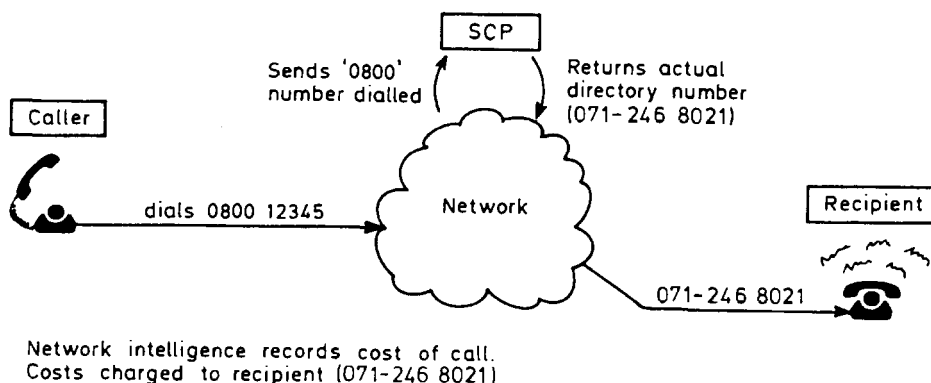 SCP
Sends '0800'
number dialled
Returns actual
directory number
(071-246 8021)
Caller
dials 0800 12345
Network
Recipient
071-246 8021
Network intelligence records cost of call.
Costs charged to recipient (071-246 8021)